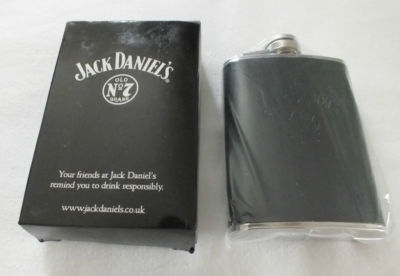 JACK DANIEL'S
OLD
No7
BRAND
Your friends at Jack Daniel's
remind you to drink responsibly.
www.jackdaniels.co.uk